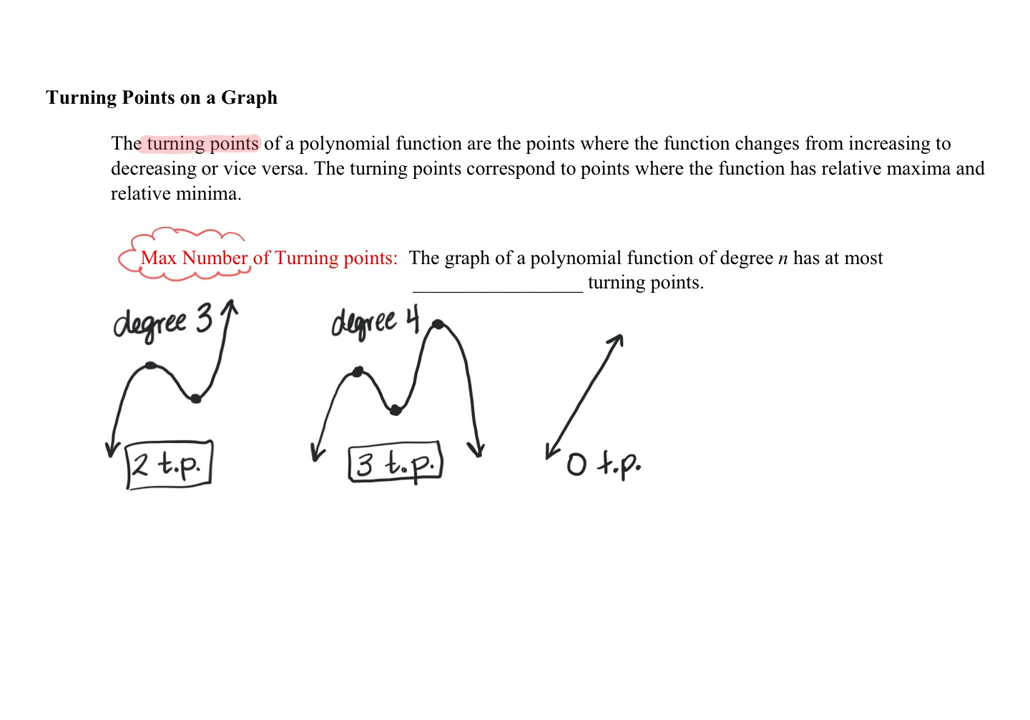 Turning Points on a Graph
The turning points of a polynomial function are the points where the function changes from increasing to
decreasing or vice versa. The turning points correspond to points where the function has relative maxima and
relative minima.
Max Number of Turning points: The graph of a polynomial function of degree n has at most
_________________ turning points.
degree 3
degree 4
2 t.p.
3 t.p.
0 t.p.